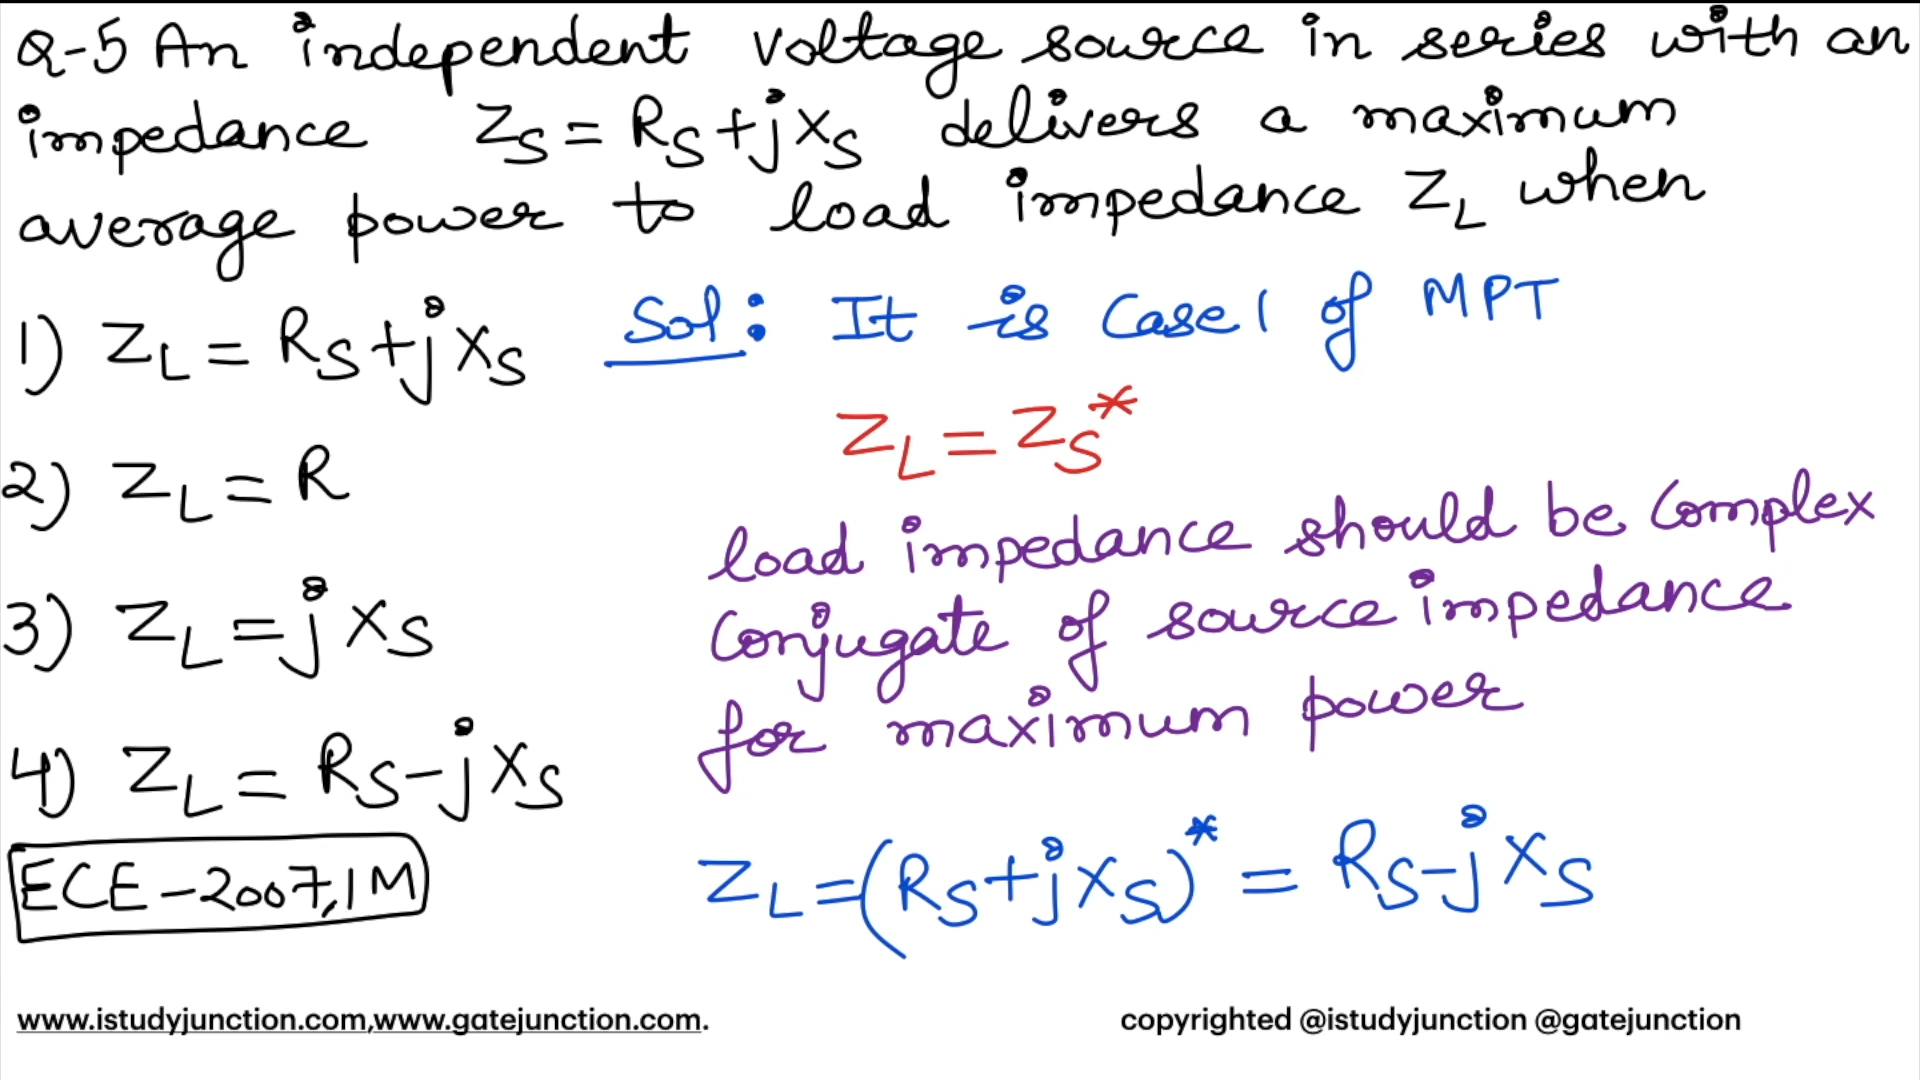 Q-5 An independent voltage source in series with an
impedance Zs = Rs+jXs delivers a maximum
average power to load impedance ZL when
1) ZL = Rs+jXs
Sol: It is Case 1 of MPT
ZL = Zs*
2) ZL = R
load impedance should be complex
3) ZL = jXs
conjugate of source impedance
for maximum power
4) ZL = Rs-jXs
ECE-2007,1M
ZL = (Rs+jXs)* = Rs-jXs
www.istudyjunction.com,www.gatejunction.com.
copyrighted @istudyjunction @gatejunction